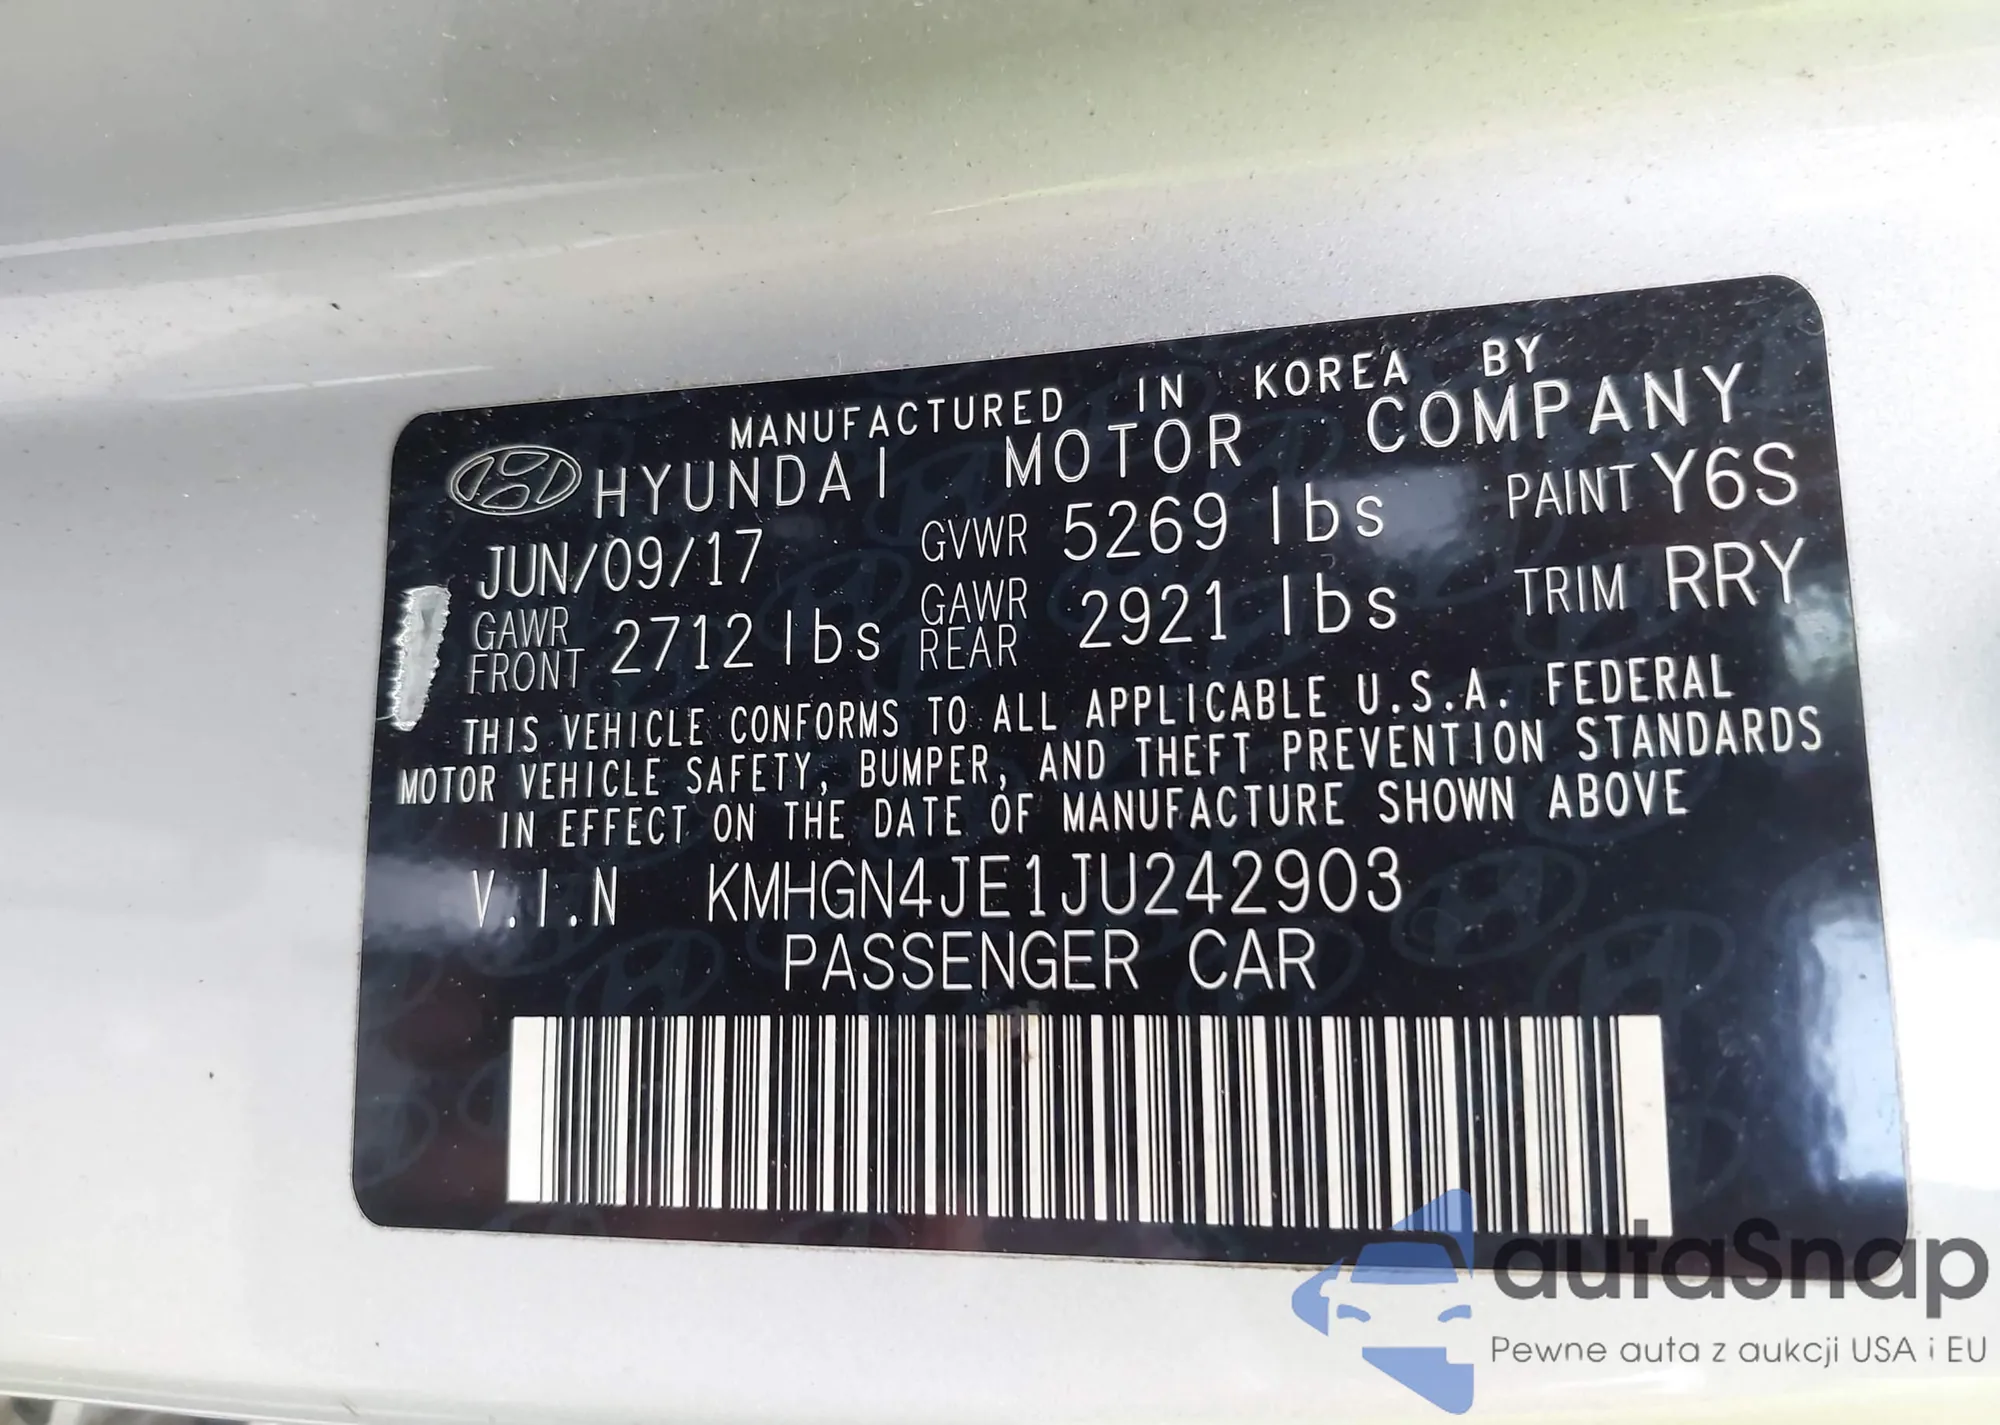 MANUFACTURED IN KOREA BY
HYUNDAI MOTOR COMPANY
JUN/09/17 GVWR 5269 lbs PAINT Y6S
GAWR FRONT 2712 lbs GAWR REAR 2921 lbs TRIM RRY
THIS VEHICLE CONFORMS TO ALL APPLICABLE U.S.A. FEDERAL
MOTOR VEHICLE SAFETY, BUMPER, AND THEFT PREVENTION STANDARDS
IN EFFECT ON THE DATE OF MANUFACTURE SHOWN ABOVE
V.I.N KMHGN4JE1JU242903
PASSENGER CAR
autaSnap
Pewne auta z aukcji USA i EU